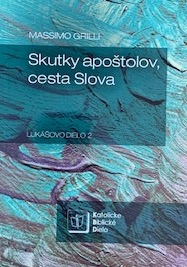 MASSIMO GRILLI
Skutky apoštolov,
cesta Slova
LUKÁŠOVO DIELO 2
Katolícke
Biblické
Dielo